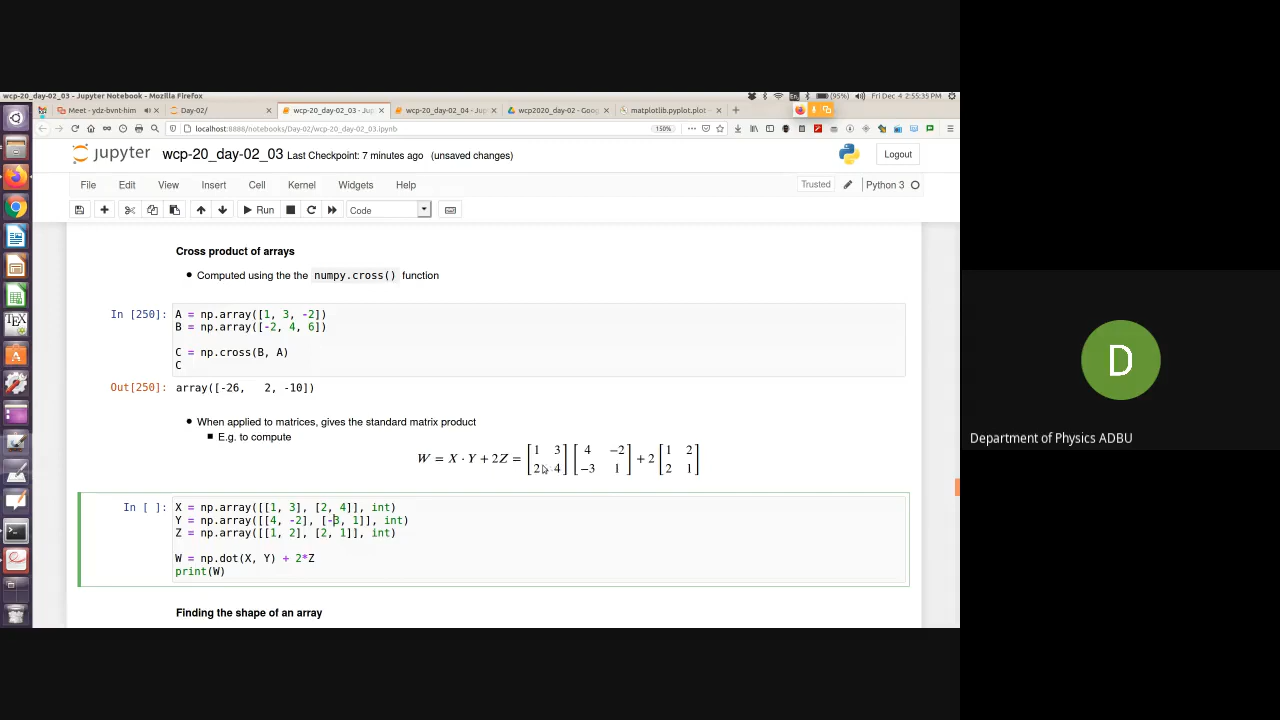 wcp-20_day-02_03 - Jupyter Notebook - Mozilla Firefox
(95%) Fri Dec 4 2:55:35 PM
Meet - ydz-bvnt-him
Day-02/
wcp-20_day-02_03 - Jup
wcp-20_day-02_04 - Jup
wcp2020_day-02 - Goog
matplotlib.pyplot.plot
localhost:8888/notebooks/Day-02/wcp-20_day-02_03.ipynb
150%
jupyter wcp-20_day-02_03 Last Checkpoint: 7 minutes ago (unsaved changes)
Logout
File Edit View Insert Cell Kernel Widgets Help
Trusted Python 3
Run Code
Cross product of arrays
Computed using the the numpy.cross() function
In [250]: A = np.array([1, 3, -2])
B = np.array([-2, 4, 6])
C = np.cross(B, A)
C
Out[250]: array([-26, 2, -10])
When applied to matrices, gives the standard matrix product
E.g. to compute
W = X · Y + 2Z = [1 3 2 4] [4 −2 −3 1] + 2 [1 2 2 1]
In [ ]: X = np.array([[1, 3], [2, 4]], int)
Y = np.array([[4, -2], [-3, 1]], int)
Z = np.array([[1, 2], [2, 1]], int)
W = np.dot(X, Y) + 2*Z
print(W)
Finding the shape of an array
D
Department of Physics ADBU